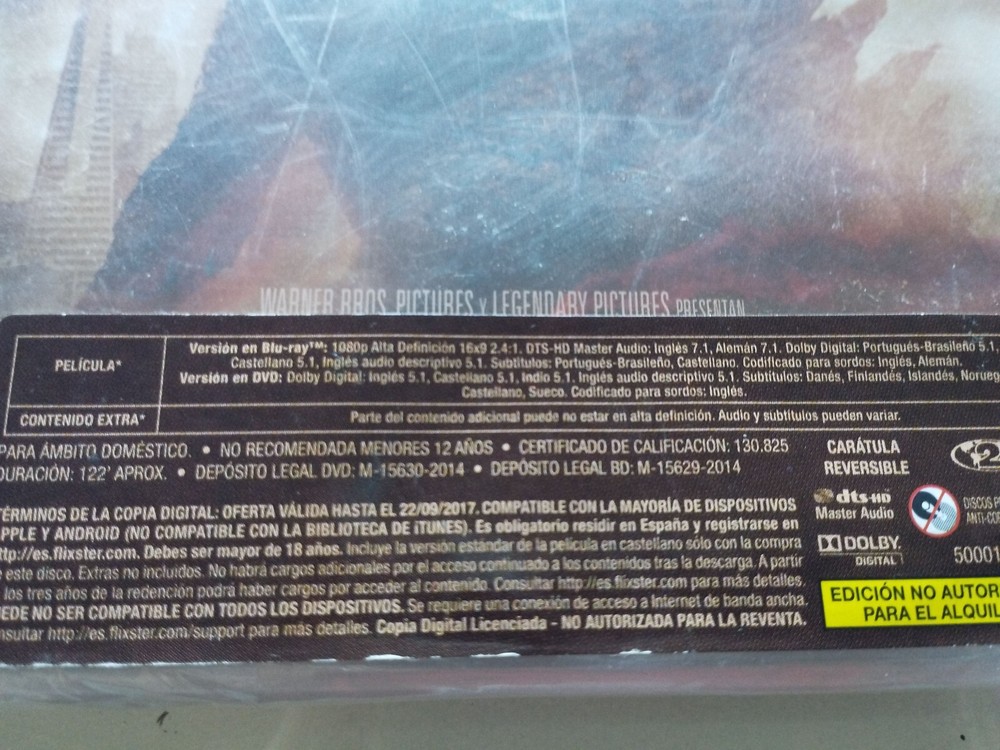 WARNER BROS. PICTURES Y LEGENDARY PICTURES PRESENTAN
PELÍCULA*
Versión en Blu-ray™: 1080p Alta Definición 16x9 2.4:1. DTS-HD Master Audio: Inglés 7.1, Alemán 7.1. Dolby Digital: Portugués-Brasileño 5.1,
Castellano 5.1, Inglés audio descriptivo 5.1. Subtítulos: Portugués-Brasileño, Castellano. Codificado para sordos: Inglés, Alemán.
Versión en DVD: Dolby Digital: Inglés 5.1, Castellano 5.1, Indio 5.1. Inglés audio descriptivo 5.1. Subtítulos: Danés, Finlandés, Islandés, Norueg
Castellano, Sueco. Codificado para sordos: Inglés.
CONTENIDO EXTRA*
Parte del contenido adicional puede no estar en alta definición. Audio y subtítulos pueden variar.
PARA ÁMBITO DOMÉSTICO. • NO RECOMENDADA MENORES 12 AÑOS • CERTIFICADO DE CALIFICACIÓN: 130.825
DURACIÓN: 122' APROX. • DEPÓSITO LEGAL DVD: M-15630-2014 • DEPÓSITO LEGAL BD: M-15629-2014
TÉRMINOS DE LA COPIA DIGITAL: OFERTA VÁLIDA HASTA EL 22/09/2017. COMPATIBLE CON LA MAYORÍA DE DISPOSITIVOS
PPLE Y ANDROID (NO COMPATIBLE CON LA BIBLIOTECA DE iTUNES). Es obligatorio residir en España y registrarse en
ttp://es.flixster.com. Debes ser mayor de 18 años. Incluye la versión estándar de la película en castellano sólo con la compra
e este disco. Extras no incluidos. No habrá cargos adicionales por el acceso continuado a los contenidos tras la descarga. A partir
los tres años de la redención podrá haber cargos por acceder al contenido. Consultar http://es.flixster.com para más detalles.
EDE NO SER COMPATIBLE CON TODOS LOS DISPOSITIVOS. Se requiere una conexión de acceso a Internet de banda ancha.
nsultar http://es.flixster.com/support para más detalles. Copia Digital Licenciada - NO AUTORIZADA PARA LA REVENTA.
CARÁTULA
REVERSIBLE
2
dts-HD
Master Audio
DISCOS
ANTI-CO
DOLBY
DIGITAL
50001
EDICIÓN NO AUTOR
PARA EL ALQUIL